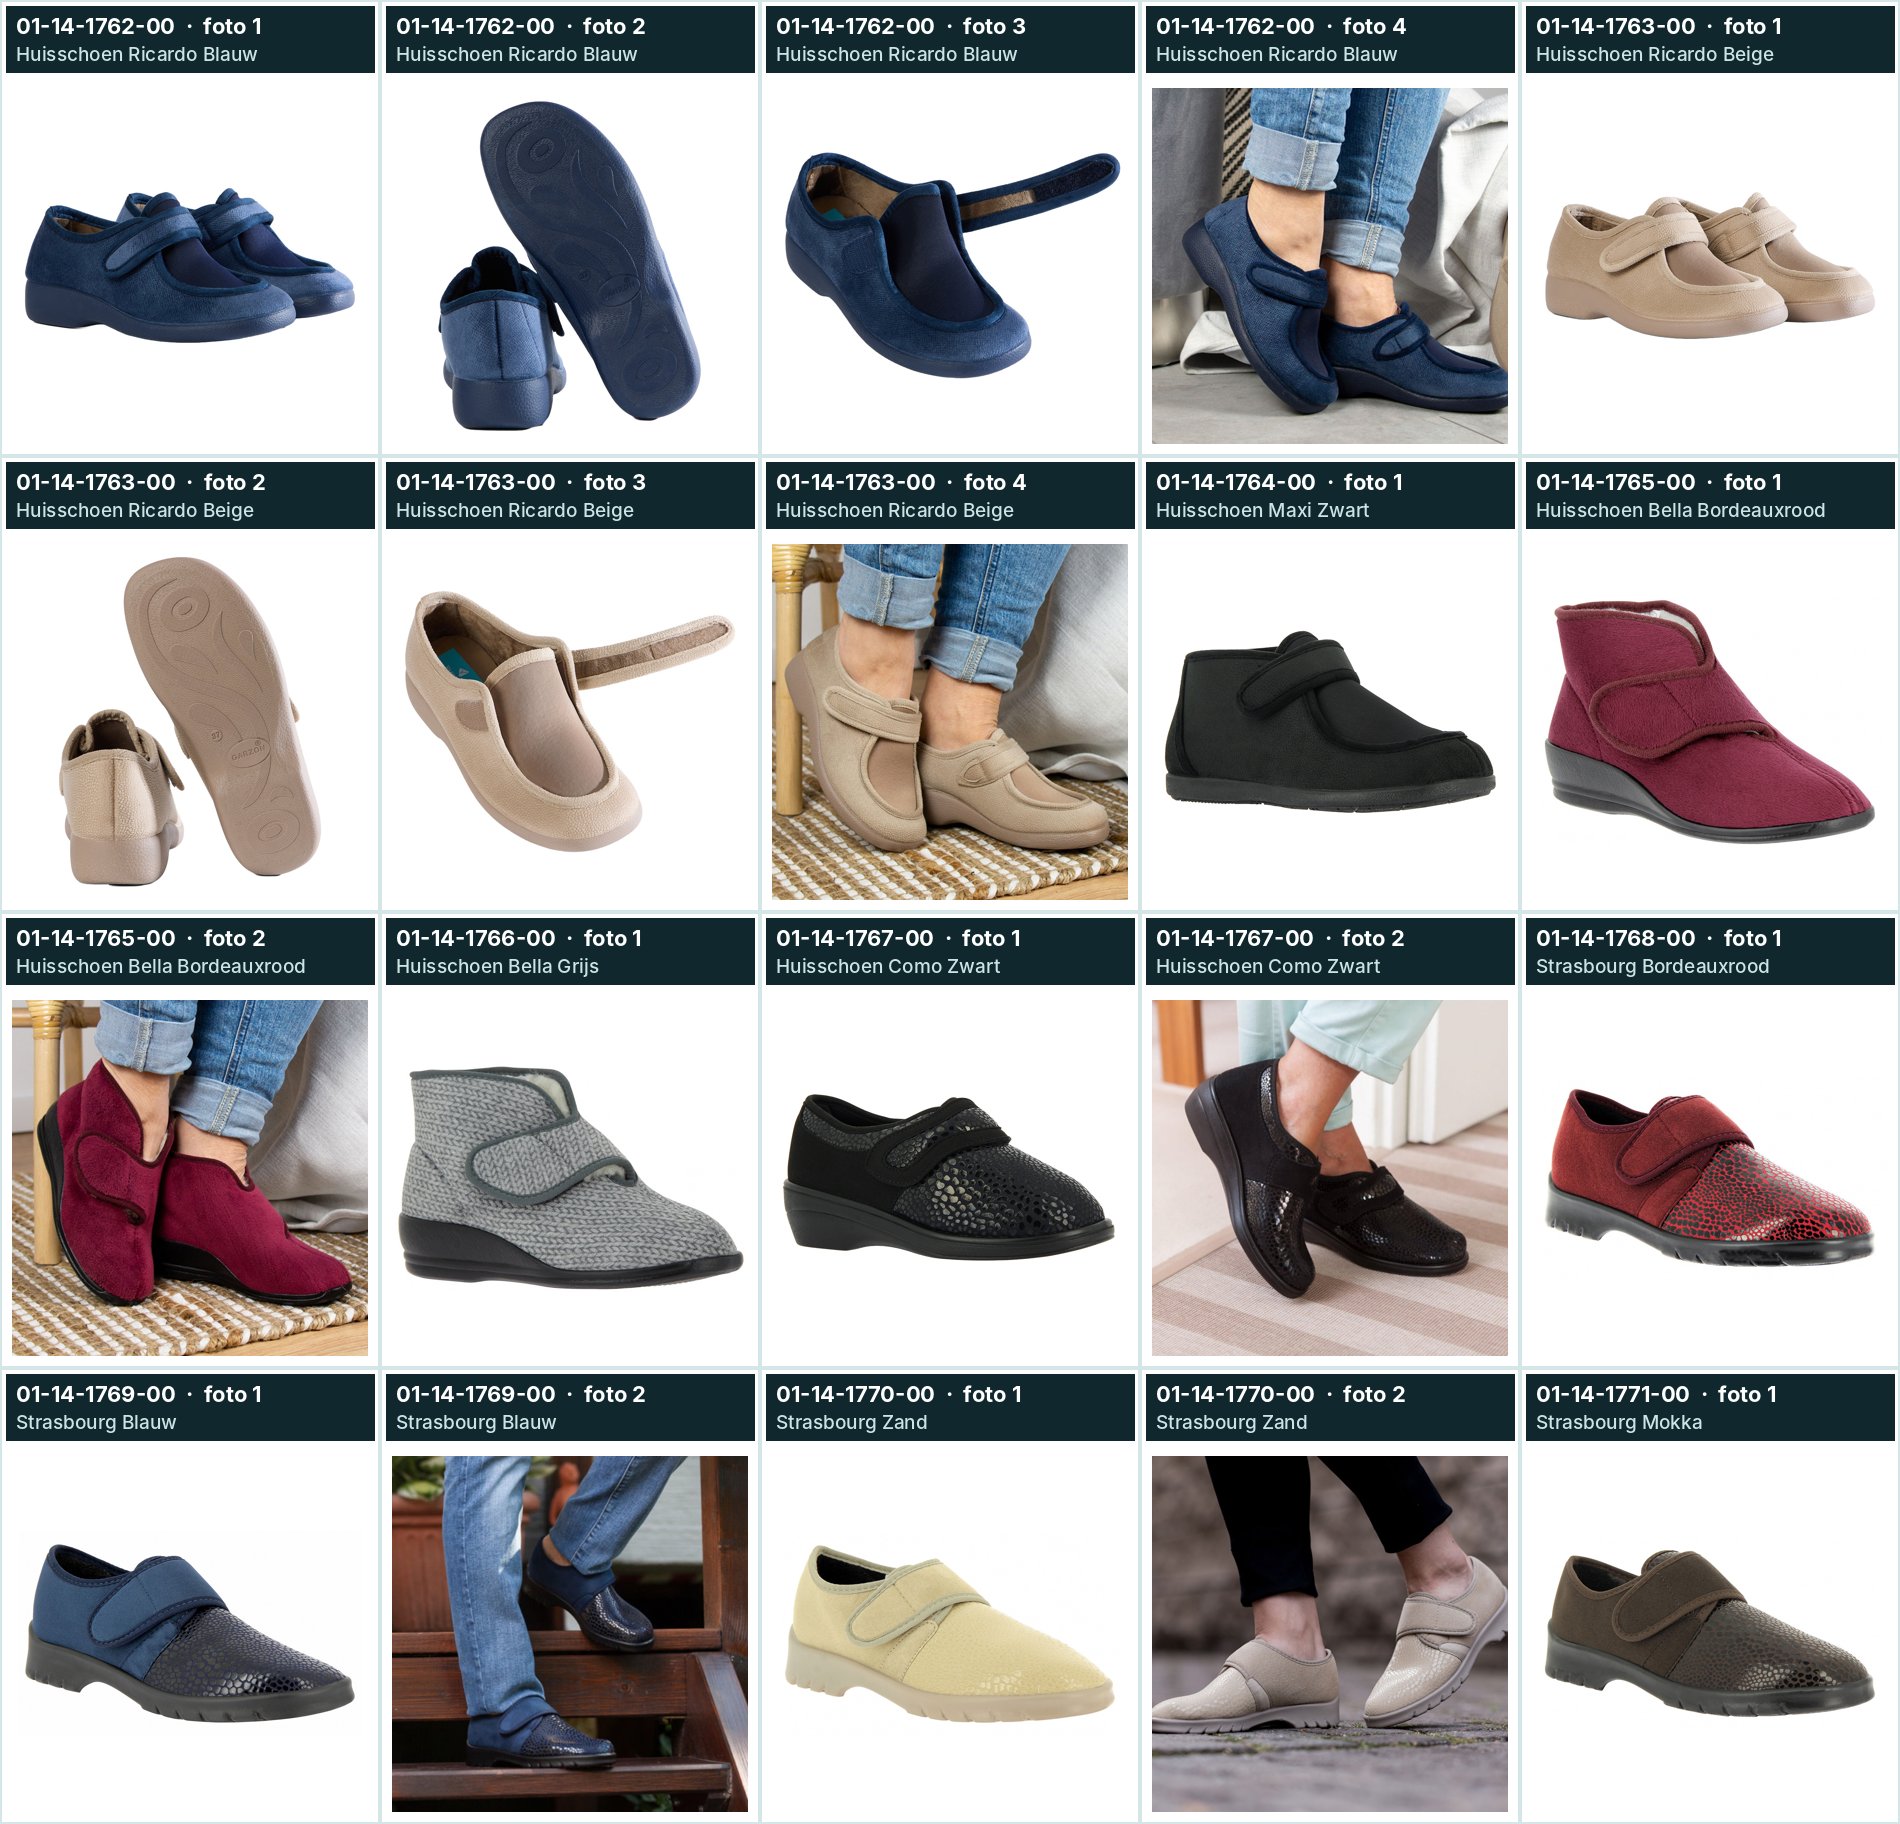 01-14-1762-00 · foto 1
Huisschoen Ricardo Blauw
01-14-1762-00 · foto 2
Huisschoen Ricardo Blauw
01-14-1762-00 · foto 3
Huisschoen Ricardo Blauw
01-14-1762-00 · foto 4
Huisschoen Ricardo Blauw
01-14-1763-00 · foto 1
Huisschoen Ricardo Beige
01-14-1763-00 · foto 2
Huisschoen Ricardo Beige
37
GARZON
01-14-1763-00 · foto 3
Huisschoen Ricardo Beige
01-14-1763-00 · foto 4
Huisschoen Ricardo Beige
01-14-1764-00 · foto 1
Huisschoen Maxi Zwart
01-14-1765-00 · foto 1
Huisschoen Bella Bordeauxrood
01-14-1765-00 · foto 2
Huisschoen Bella Bordeauxrood
01-14-1766-00 · foto 1
Huisschoen Bella Grijs
01-14-1767-00 · foto 1
Huisschoen Como Zwart
01-14-1767-00 · foto 2
Huisschoen Como Zwart
01-14-1768-00 · foto 1
Strasbourg Bordeauxrood
01-14-1769-00 · foto 1
Strasbourg Blauw
01-14-1769-00 · foto 2
Strasbourg Blauw
01-14-1770-00 · foto 1
Strasbourg Zand
01-14-1770-00 · foto 2
Strasbourg Zand
01-14-1771-00 · foto 1
Strasbourg Mokka